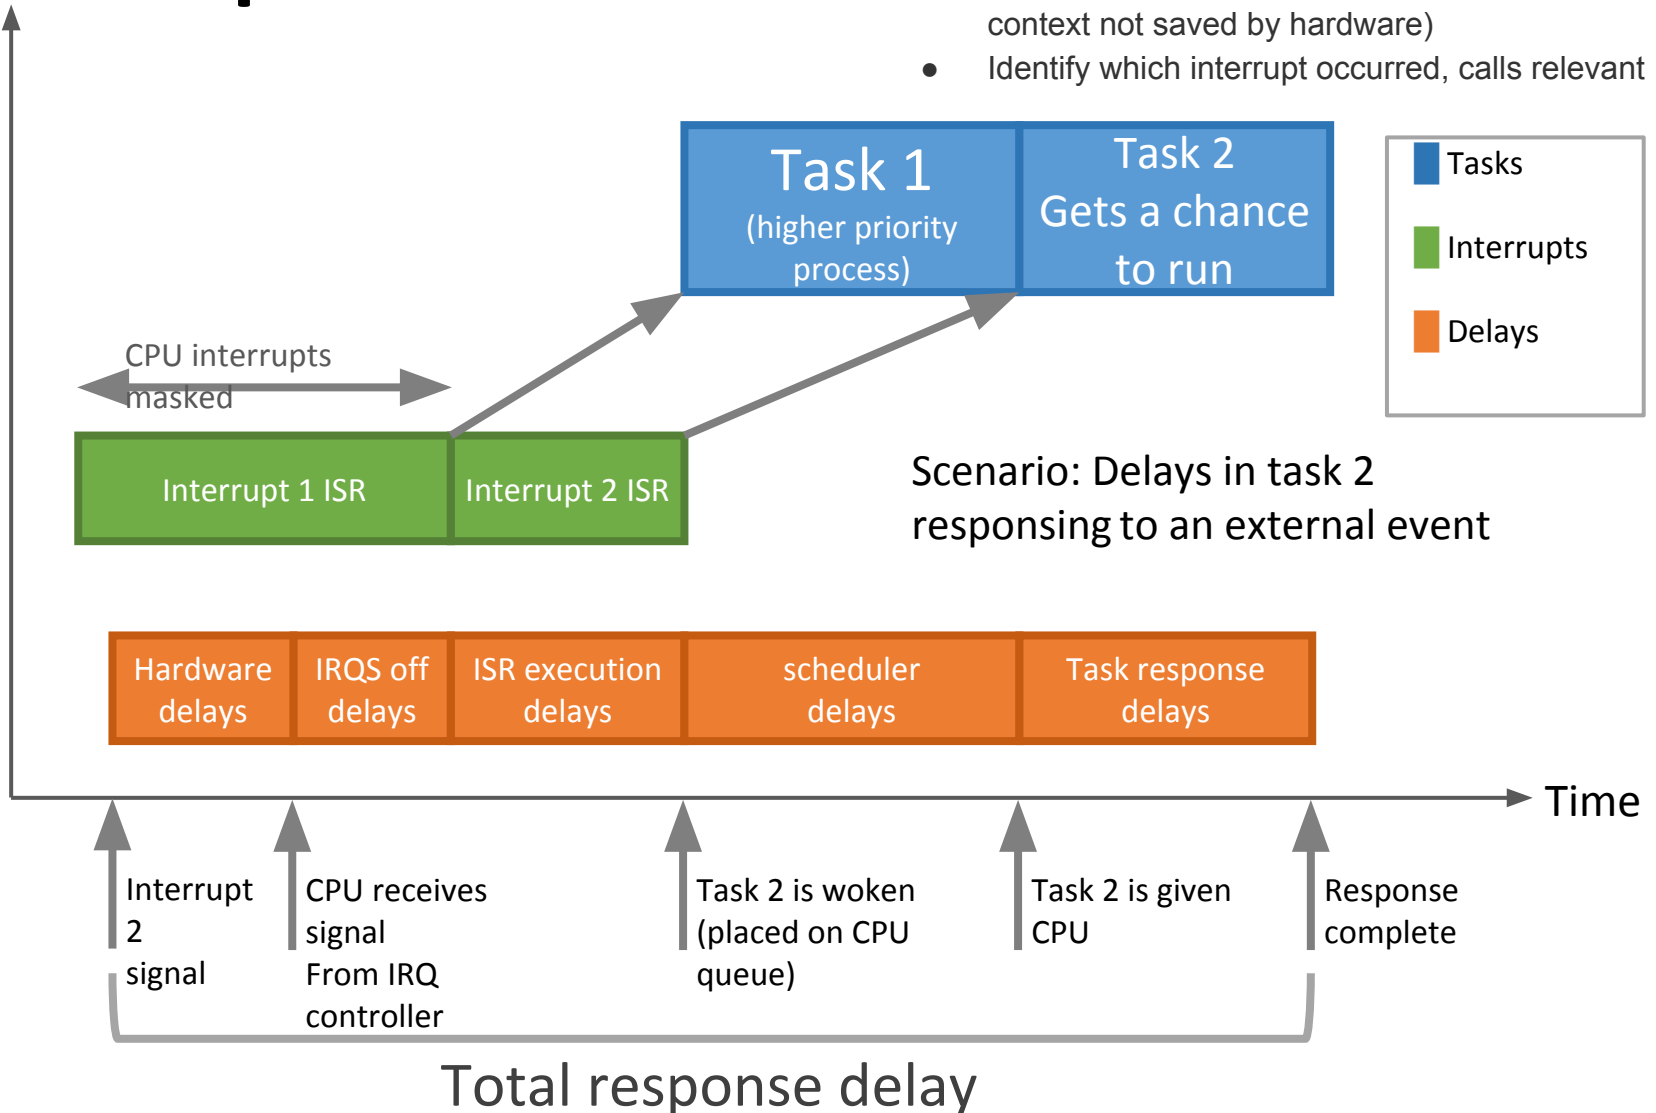 context not saved by hardware)
● Identify which interrupt occurred, calls relevant
Task 1
(higher priority
process)
Task 2
Gets a chance
to run
Tasks
Interrupts
Delays
CPU interrupts
masked
Interrupt 1 ISR
Interrupt 2 ISR
Scenario: Delays in task 2
responsing to an external event
Hardware
delays
IRQS off
delays
ISR execution
delays
scheduler
delays
Task response
delays
Time
Interrupt
2
signal
CPU receives
signal
From IRQ
controller
Task 2 is woken
(placed on CPU
queue)
Task 2 is given
CPU
Response
complete
Total response delay